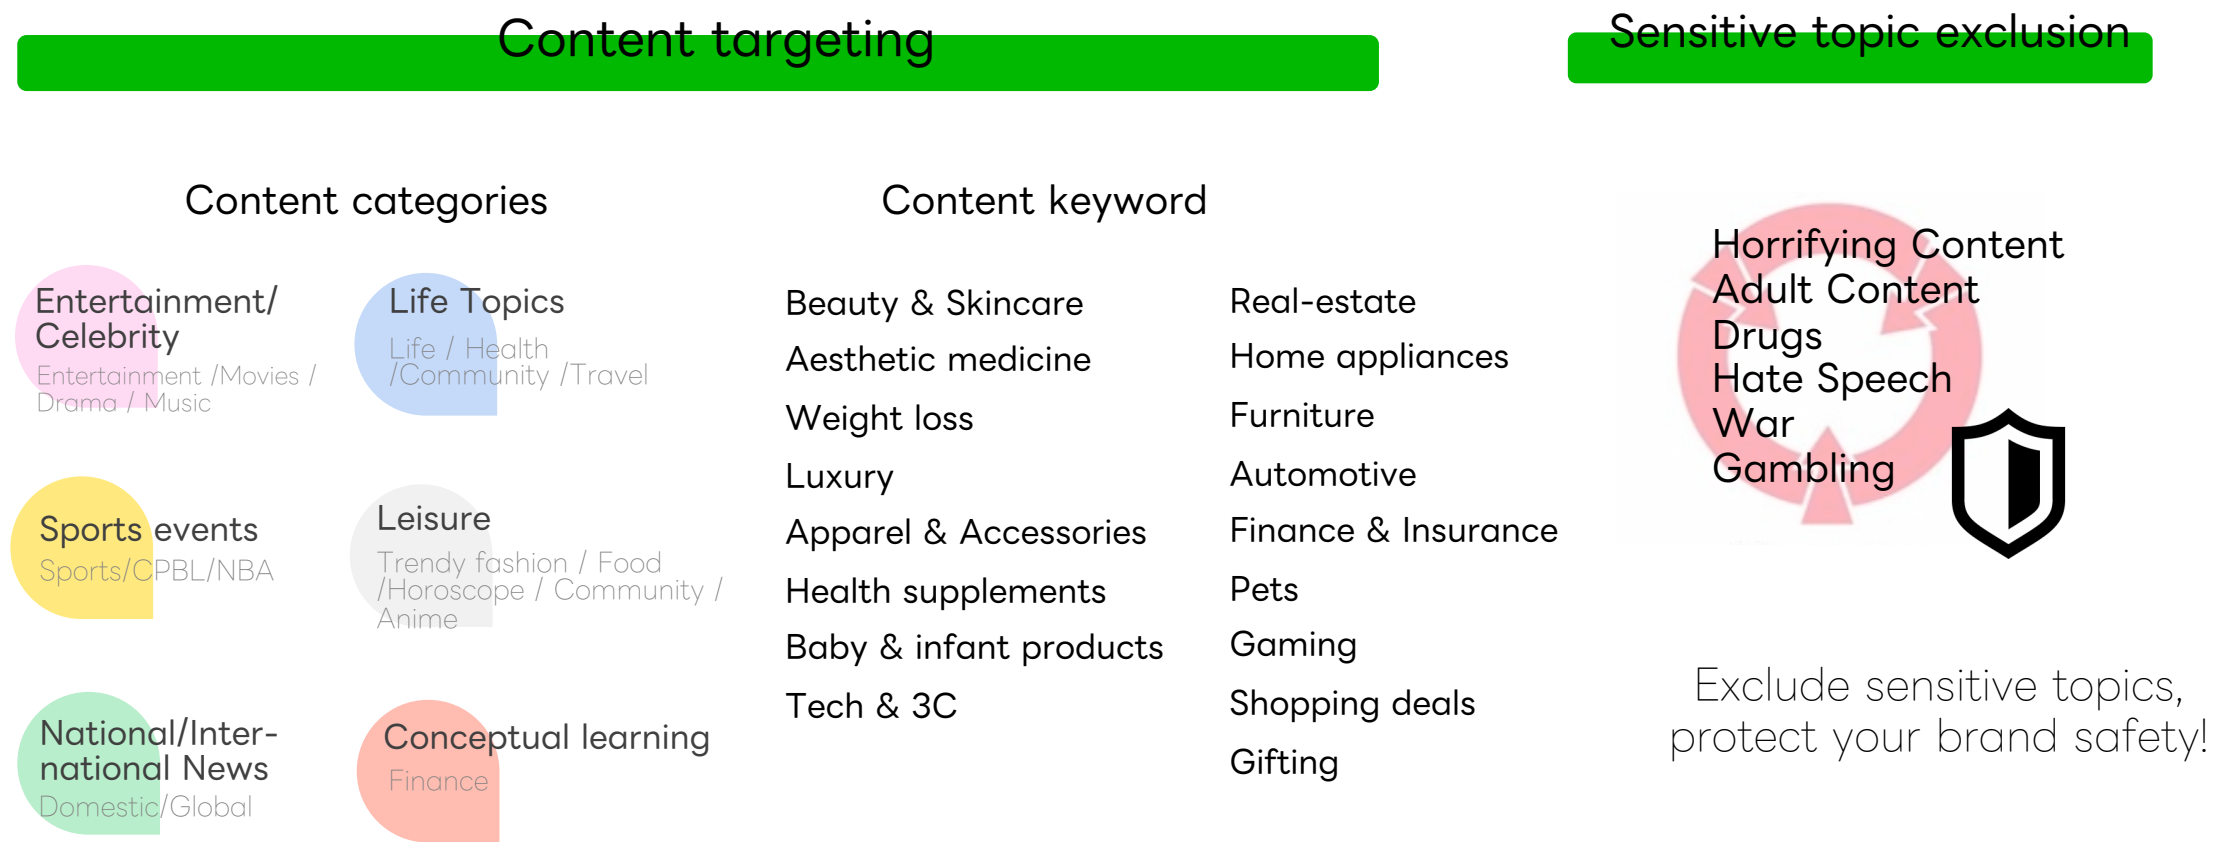 Content targeting
Sensitive topic exclusion
Content categories
Entertainment/
Celebrity
Entertainment /Movies /
Drama / Music
Life Topics
Life / Health
/Community /Travel
Sports events
Sports/CPBL/NBA
Leisure
Trendy fashion / Food
/Horoscope / Community /
Anime
National/Inter-
national News
Domestic/Global
Conceptual learning
Finance
Content keyword
Beauty & Skincare
Aesthetic medicine
Weight loss
Luxury
Apparel & Accessories
Health supplements
Baby & infant products
Tech & 3C
Real-estate
Home appliances
Furniture
Automotive
Finance & Insurance
Pets
Gaming
Shopping deals
Gifting
Horrifying Content
Adult Content
Drugs
Hate Speech
War
Gambling
Exclude sensitive topics,
protect your brand safety!